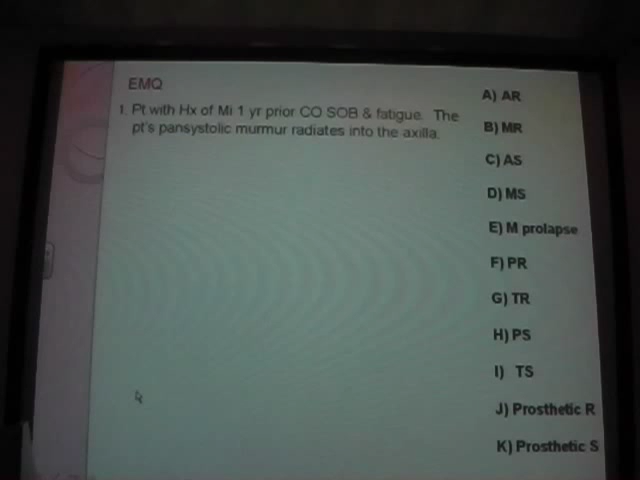 EMQ
1. Pt with Hx of Mi 1 yr prior CO SOB & fatigue. The
pt's pansystolic murmur radiates into the axilla.
A) AR
B) MR
C) AS
D) MS
E) M prolapse
F) PR
G) TR
H) PS
I) TS
J) Prosthetic R
K) Prosthetic S